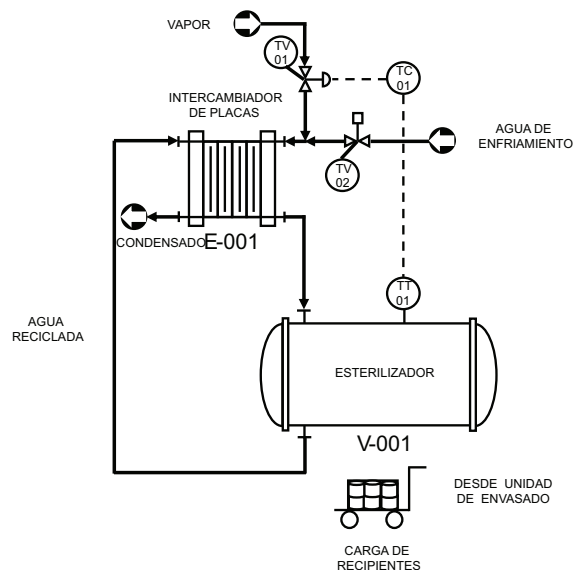 VAPOR
TV
01
TC
01
INTERCAMBIADOR
DE PLACAS
AGUA DE
ENFRIAMIENTO
TV
02
CONDENSADO
E-001
TT
01
AGUA
RECICLADA
ESTERILIZADOR
V-001
DESDE UNIDAD
DE ENVASADO
CARGA DE
RECIPIENTES